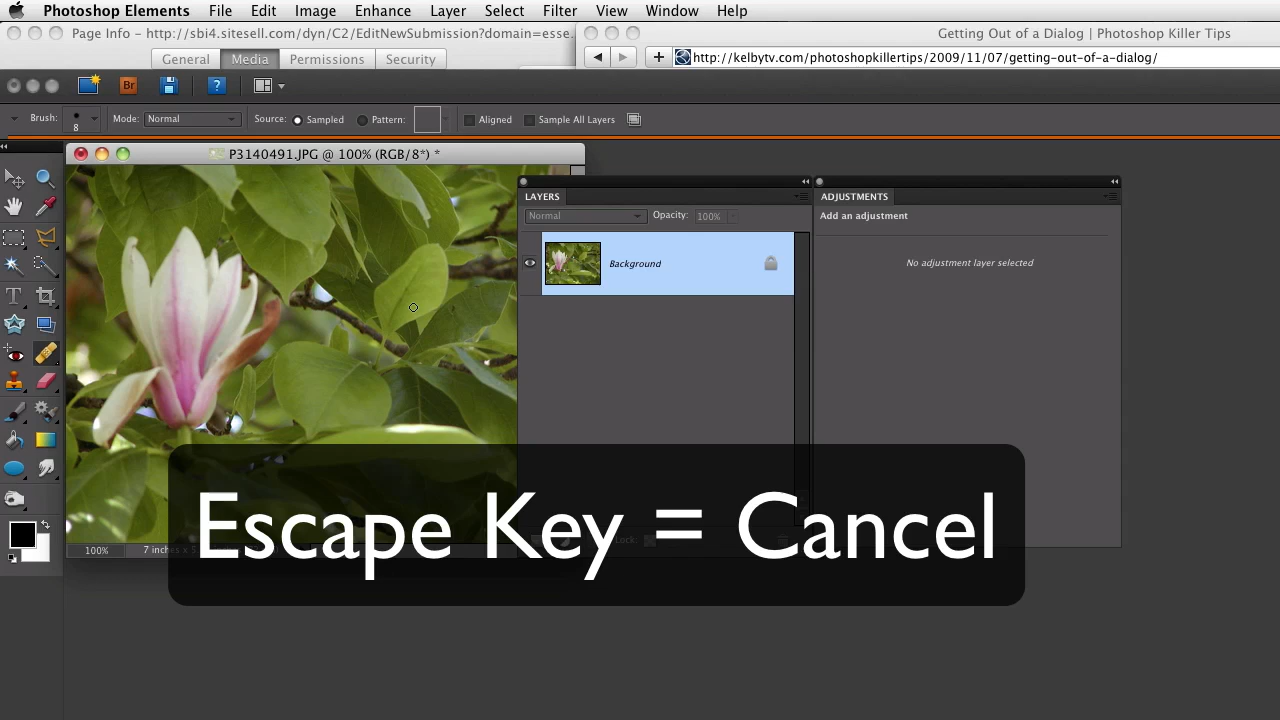 Photoshop Elements File Edit Image Enhance Layer Select Filter View Window Help
Page Info – http://sbi4.sitesell.com/dyn/C2/EditNewSubmission?domain=esse...
Getting Out of a Dialog | Photoshop Killer Tips
General Media Permissions Security
http://kelbytv.com/photoshopkillertips/2009/11/07/getting-out-of-a-dialog/
Br ?
Brush: 8 Mode: Normal Source: Sampled Pattern: Aligned Sample All Layers
P3140491.JPG @ 100% (RGB/8*) *
LAYERS
ADJUSTMENTS
Normal Opacity: 100%
Add an adjustment
Background
No adjustment layer selected
T
Escape Key = Cancel
Lock:
100% 7 inches x 5